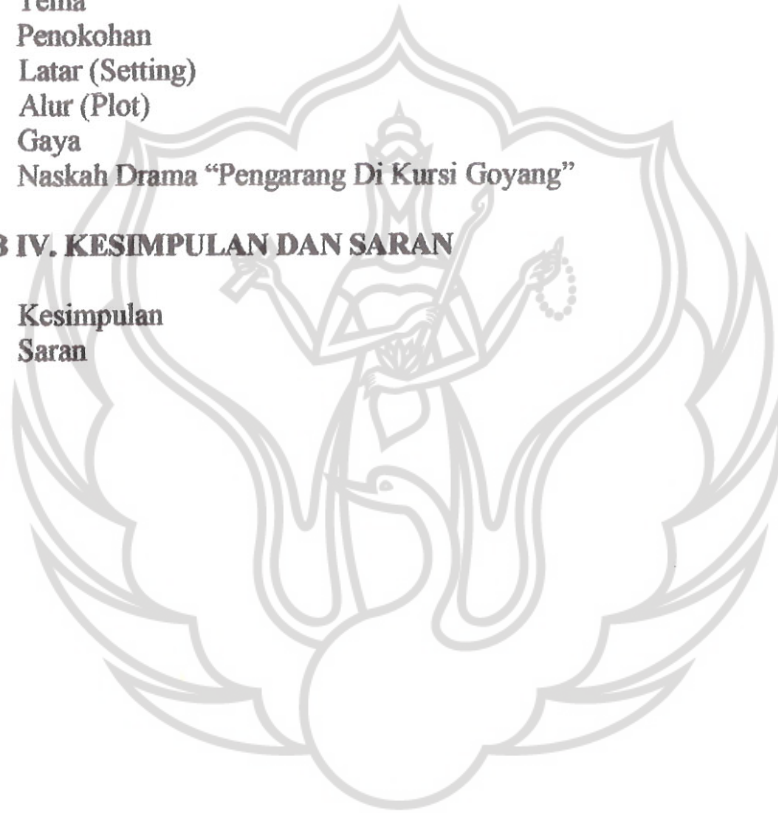 Tema
Penokohan
Latar (Setting)
Alur (Plot)
Gaya
Naskah Drama “Pengarang Di Kursi Goyang”
B IV. KESIMPULAN DAN SARAN
Kesimpulan
Saran